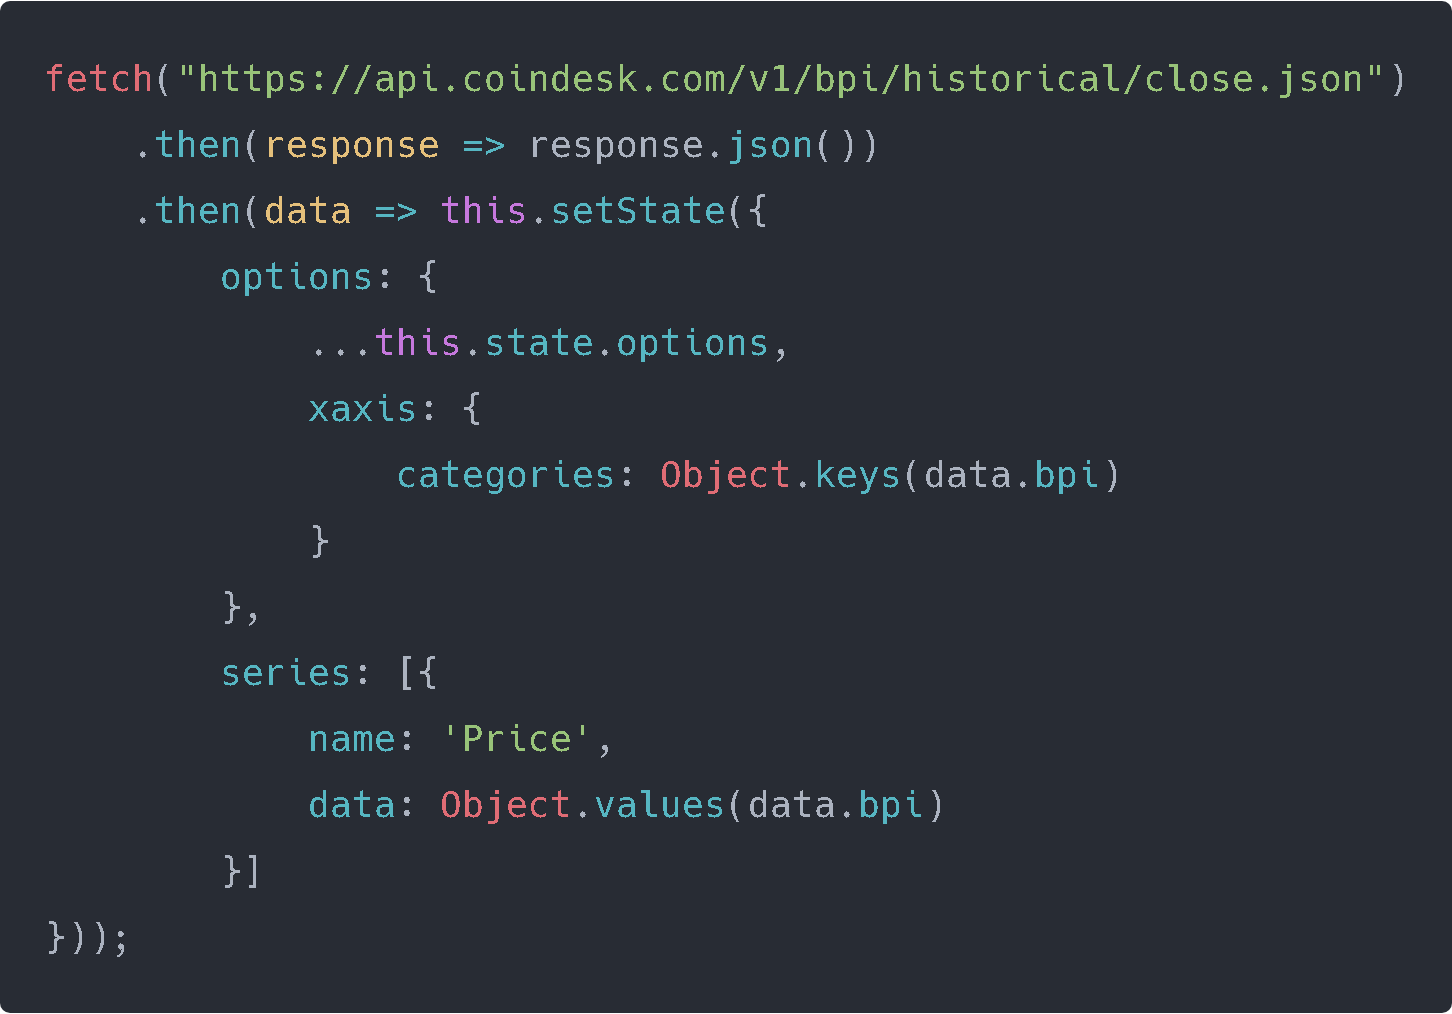 fetch("https://api.coindesk.com/v1/bpi/historical/close.json")
    .then(response => response.json())
    .then(data => this.setState({
        options: {
            ...this.state.options,
            xaxis: {
                categories: Object.keys(data.bpi)
            }
        },
        series: [{
            name: 'Price',
            data: Object.values(data.bpi)
        }]
}));